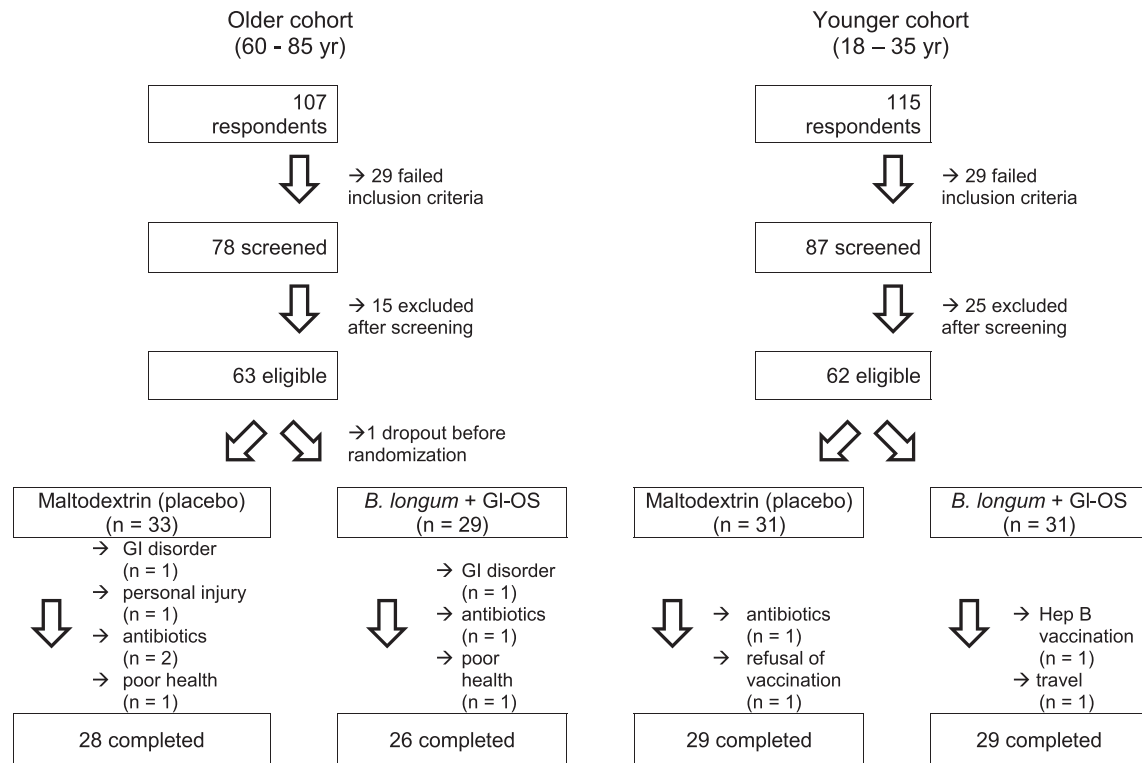 Older cohort
(60 - 85 yr)
107
respondents
→ 29 failed
inclusion criteria
78 screened
→ 15 excluded
after screening
63 eligible
→1 dropout before
randomization
Maltodextrin (placebo)
(n = 33)
→ GI disorder
(n = 1)
→ personal injury
(n = 1)
→ antibiotics
(n = 2)
→ poor health
(n = 1)
28 completed
B. longum + Gl-OS
(n = 29)
→ GI disorder
(n = 1)
→ antibiotics
(n = 1)
→ poor
health
(n = 1)
26 completed
Younger cohort
(18 – 35 yr)
115
respondents
→ 29 failed
inclusion criteria
87 screened
→ 25 excluded
after screening
62 eligible
Maltodextrin (placebo)
(n = 31)
→ antibiotics
(n = 1)
→ refusal of
vaccination
(n = 1)
29 completed
B. longum + Gl-OS
(n = 31)
→ Hep B
vaccination
(n = 1)
→ travel
(n = 1)
29 completed